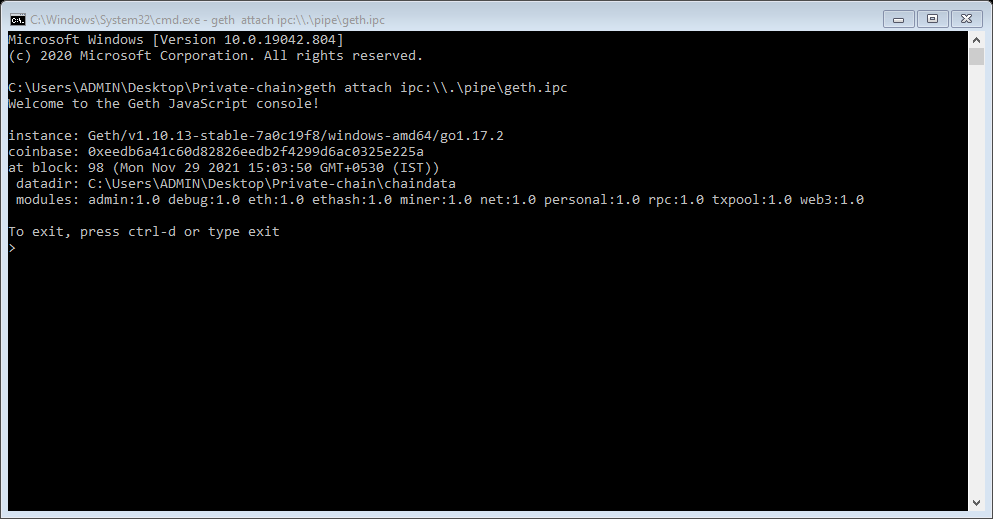 C:\Windows\System32\cmd.exe - geth  attach ipc:\\.\pipe\geth.ipc
Microsoft Windows [Version 10.0.19042.804]
(c) 2020 Microsoft Corporation. All rights reserved.
C:\Users\ADMIN\Desktop\Private-chain>geth attach ipc:\\.\pipe\geth.ipc
Welcome to the Geth JavaScript console!
instance: Geth/v1.10.13-stable-7a0c19f8/windows-amd64/go1.17.2
coinbase: 0xeedb6a41c60d82826eedb2f4299d6ac0325e225a
at block: 98 (Mon Nov 29 2021 15:03:50 GMT+0530 (IST))
 datadir: C:\Users\ADMIN\Desktop\Private-chain\chaindata
 modules: admin:1.0 debug:1.0 eth:1.0 ethash:1.0 miner:1.0 net:1.0 personal:1.0 rpc:1.0 txpool:1.0 web3:1.0
To exit, press ctrl-d or type exit
>